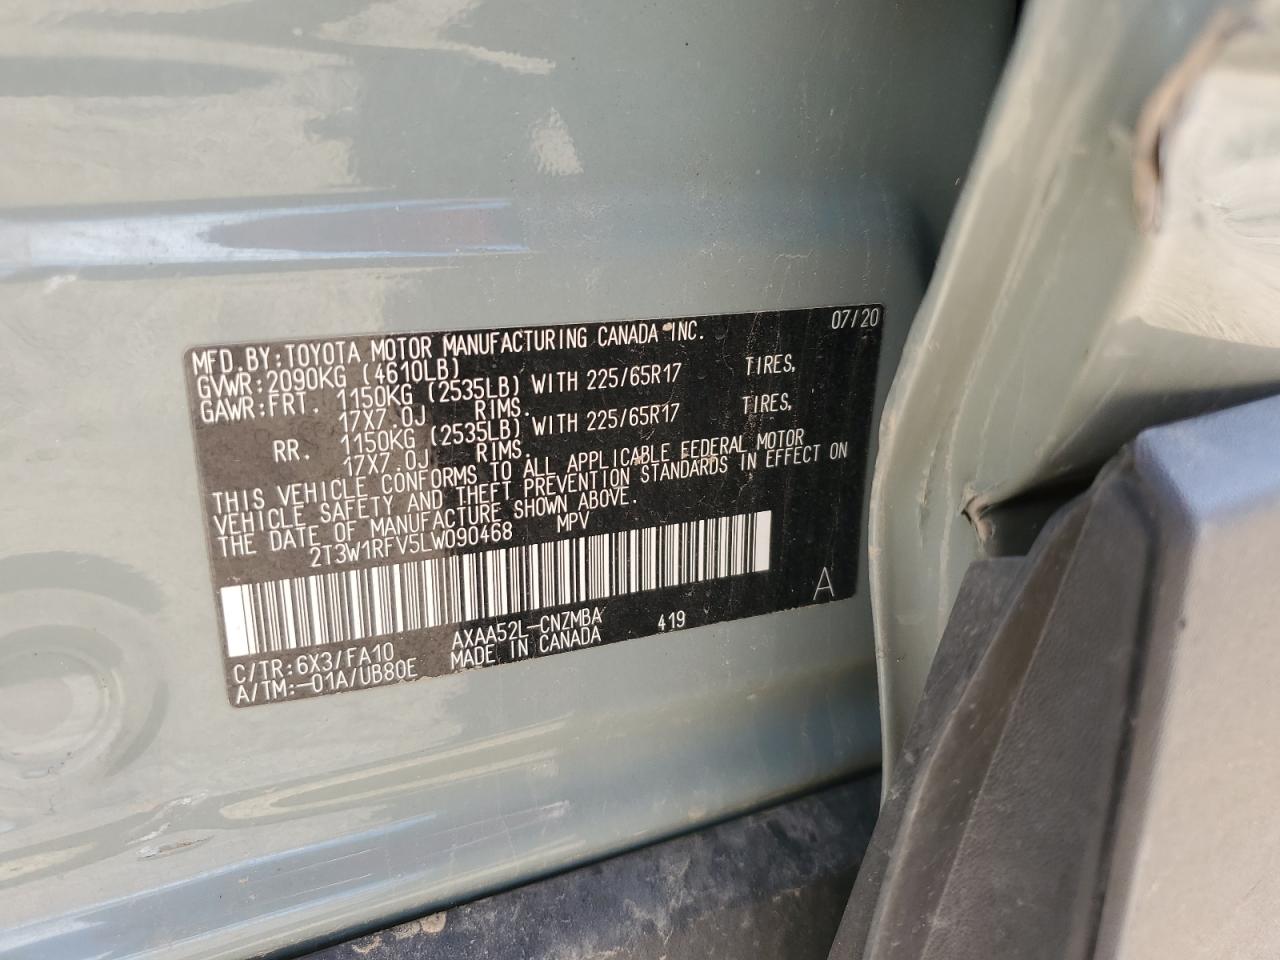 07/20
MFD.BY:TOYOTA MOTOR MANUFACTURING CANADA INC.
GVWR:2090KG (4610LB)
GAWR:FRT. 1150KG (2535LB) WITH 225/65R17 TIRES,
17X7.0J RIMS.
RR. 1150KG (2535LB) WITH 225/65R17 TIRES,
17X7.0J RIMS.
THIS VEHICLE CONFORMS TO ALL APPLICABLE FEDERAL MOTOR
VEHICLE SAFETY AND THEFT PREVENTION STANDARDS IN EFFECT ON
THE DATE OF MANUFACTURE SHOWN ABOVE.
2T3W1RFV5LW090468 MPV
A
C/TR:6X3/FA10 AXAA52L-CNZMBA 419
A/TM:-01A/UB80E MADE IN CANADA